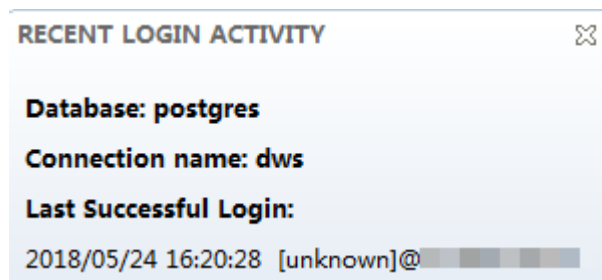 RECENT LOGIN ACTIVITY
Database: postgres
Connection name: dws
Last Successful Login:
2018/05/24 16:20:28 [unknown]@